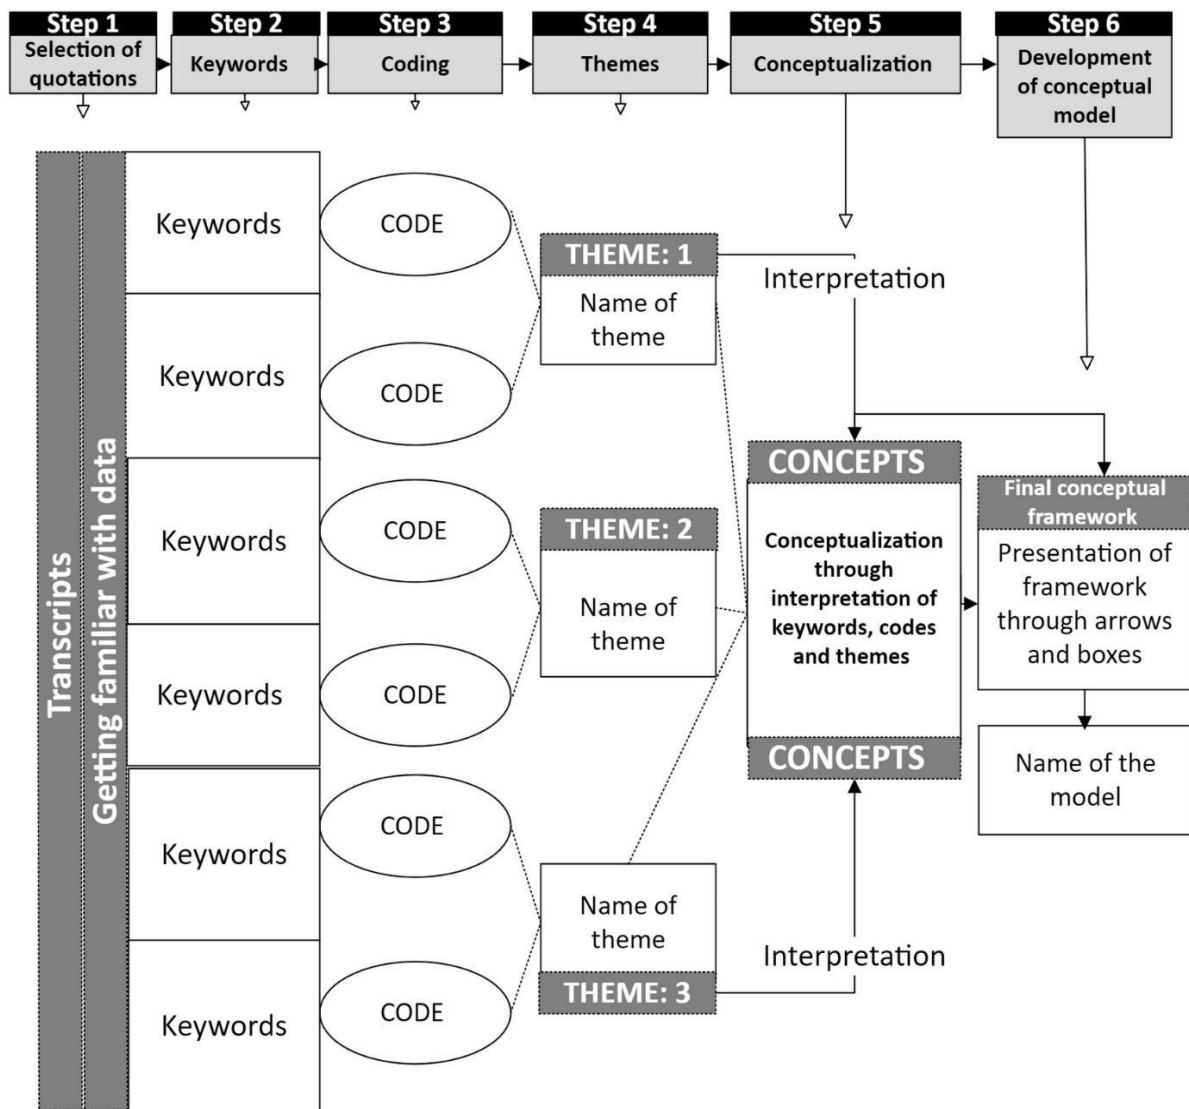 Step 1
Selection of
quotations
Step 2
Keywords
Step 3
Coding
Step 4
Themes
Step 5
Conceptualization
Step 6
Development
of conceptual
model
Transcripts
Getting familiar with data
Keywords
Keywords
Keywords
Keywords
Keywords
Keywords
CODE
CODE
CODE
CODE
CODE
CODE
THEME: 1
Name of
theme
THEME: 2
Name of
theme
Name of
theme
THEME: 3
Interpretation
CONCEPTS
Conceptualization
through
interpretation of
keywords, codes
and themes
CONCEPTS
Interpretation
Final conceptual
framework
Presentation of
framework
through arrows
and boxes
Name of the
model